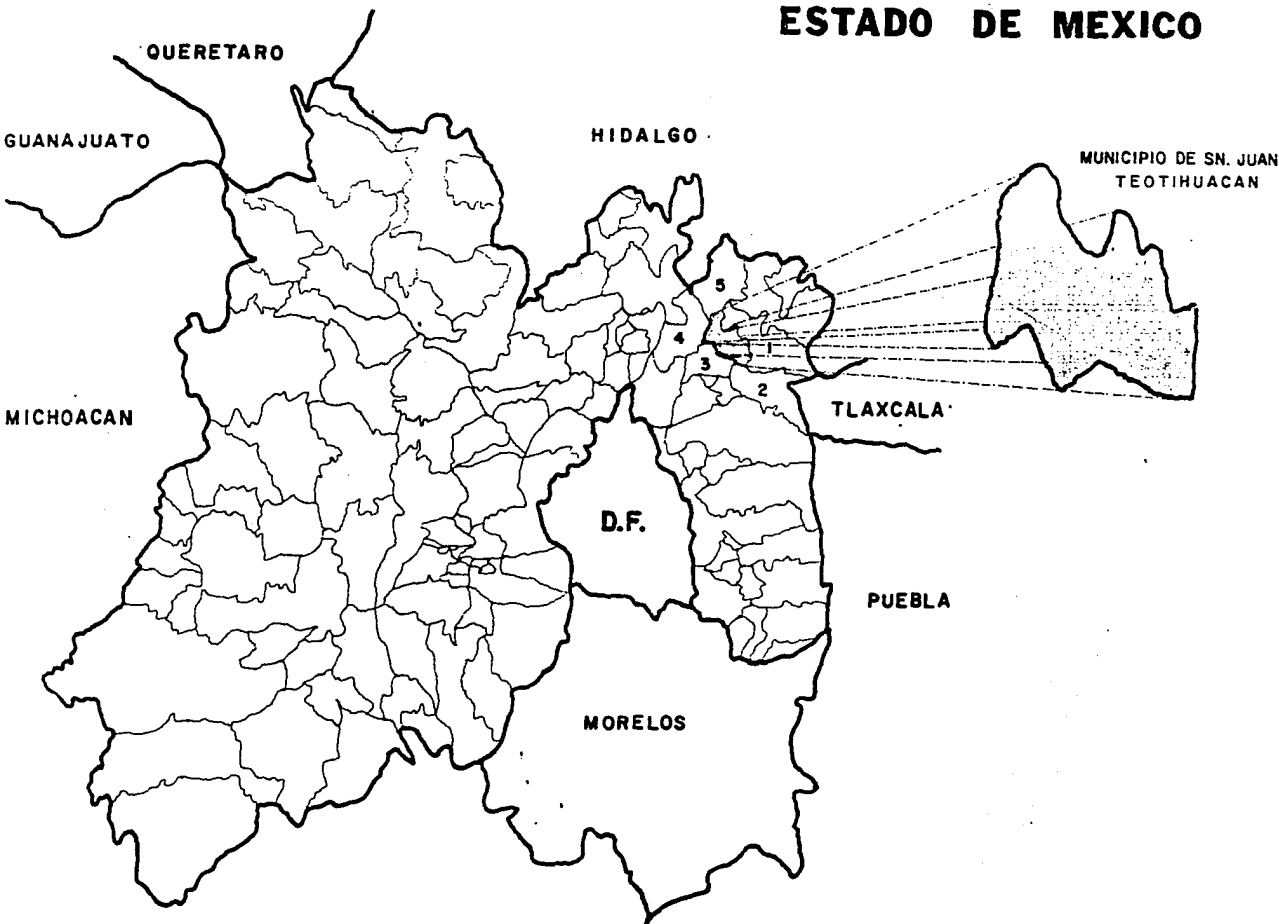 ESTADO DE MEXICO
QUERETARO
GUANAJUATO
HIDALGO
MUNICIPIO DE SN. JUAN
TEOTIHUACAN
5
4
1
3
2
MICHOACAN
TLAXCALA
D.F.
PUEBLA
MORELOS